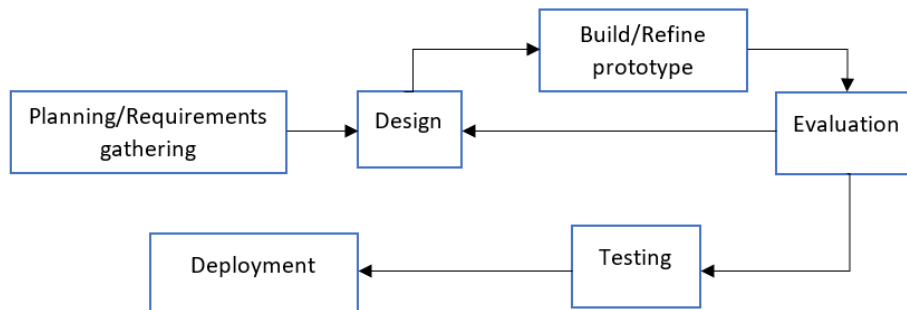 Build/Refine
prototype
Planning/Requirements
gathering
Design
Evaluation
Deployment
Testing